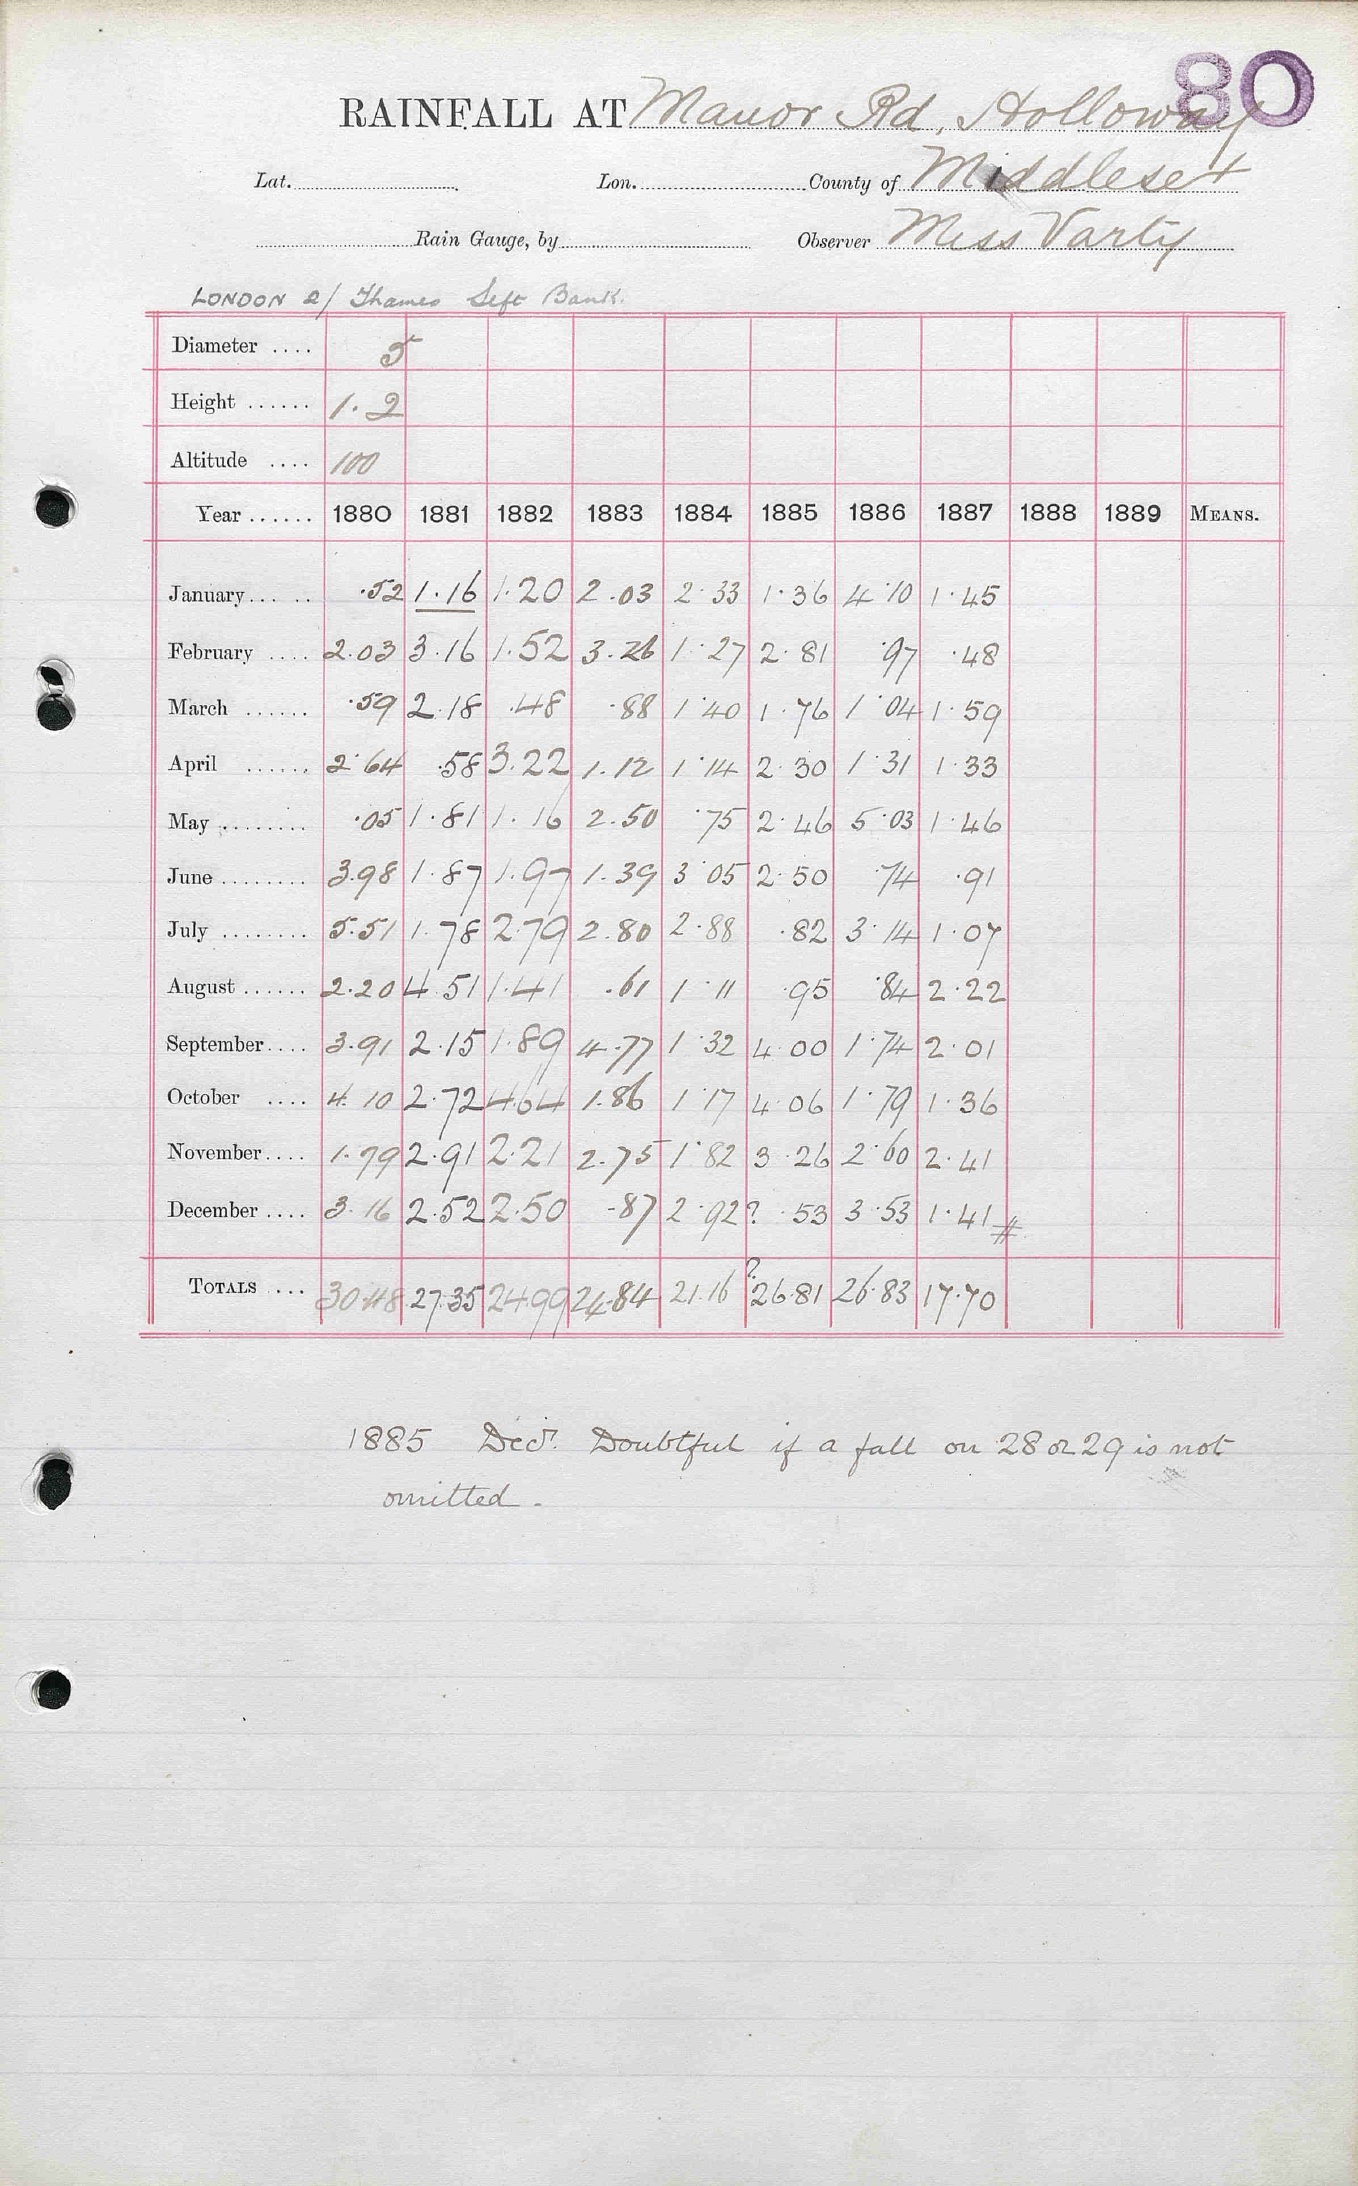 80
RAINFALL AT Manor Rd, Holloway
Lat. Lon. County of Middlesex
Rain Gauge, by Observer Miss Varty
LONDON 2/ Thames Left Bank.
Diameter .... 5
Height ...... 1.2
Altitude .... 100
Year ...... 1880 1881 1882 1883 1884 1885 1886 1887 1888 1889 MEANS.
January ..... .52 1.16 1.20 2.03 2.33 1.36 4.10 1.45
February .... 2.03 3.16 1.52 3.26 1.27 2.81 .97 .48
March ...... .59 2.18 .48 .88 1.40 1.76 1.04 1.59
April ...... 2.64 .58 3.22 1.12 1.14 2.30 1.31 1.33
May ........ .05 1.81 1.16 2.50 .75 2.46 5.03 1.46
June ........ 3.98 1.87 1.97 1.39 3.05 2.50 .74 .91
July ........ 5.51 1.78 2.79 2.80 2.88 .82 3.14 1.07
August ...... 2.20 4.51 1.41 .61 1.11 .95 .84 2.22
September .... 3.91 2.15 1.89 4.77 1.32 4.00 1.74 2.01
October .... 4.10 2.72 4.64 1.86 1.17 4.06 1.79 1.36
November .... 1.79 2.91 2.21 2.75 1.82 3.26 2.60 2.41
December .... 3.16 2.52 2.50 .87 2.92 ? .53 3.53 1.41 #
TOTALS ... 30.48 27.35 24.99 24.84 21.16 ? 26.81 26.83 17.70
1885 Decr. Doubtful if a fall on 28 or 29 is not
omitted.